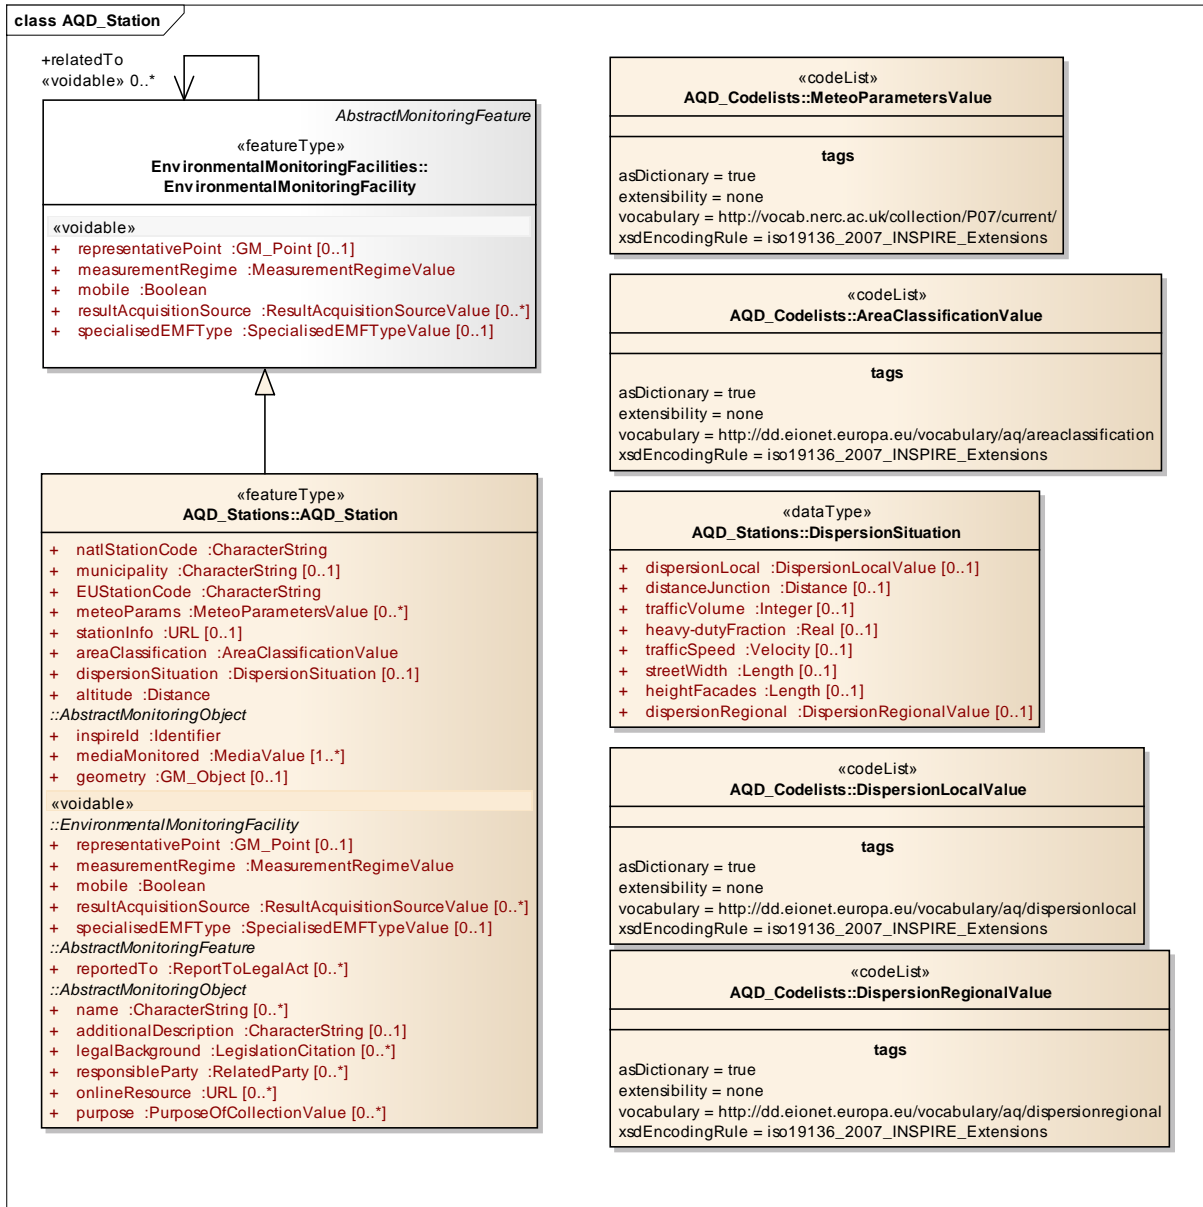 class AQD_Station
+relatedTo
«voidable» 0..*
AbstractMonitoringFeature
«featureType»
EnvironmentalMonitoringFacilities::
EnvironmentalMonitoringFacility
«voidable»
+ representativePoint :GM_Point [0..1]
+ measurementRegime :MeasurementRegimeValue
+ mobile :Boolean
+ resultAcquisitionSource :ResultAcquisitionSourceValue [0..*]
+ specialisedEMFType :SpecialisedEMFTypeValue [0..1]
«featureType»
AQD_Stations::AQD_Station
+ natlStationCode :CharacterString
+ municipality :CharacterString [0..1]
+ EUStationCode :CharacterString
+ meteoParams :MeteoParametersValue [0..*]
+ stationInfo :URL [0..1]
+ areaClassification :AreaClassificationValue
+ dispersionSituation :DispersionSituation [0..1]
+ altitude :Distance
::AbstractMonitoringObject
+ inspireId :Identifier
+ mediaMonitored :MediaValue [1..*]
+ geometry :GM_Object [0..1]
«voidable»
::EnvironmentalMonitoringFacility
+ representativePoint :GM_Point [0..1]
+ measurementRegime :MeasurementRegimeValue
+ mobile :Boolean
+ resultAcquisitionSource :ResultAcquisitionSourceValue [0..*]
+ specialisedEMFType :SpecialisedEMFTypeValue [0..1]
::AbstractMonitoringFeature
+ reportedTo :ReportToLegalAct [0..*]
::AbstractMonitoringObject
+ name :CharacterString [0..*]
+ additionalDescription :CharacterString [0..1]
+ legalBackground :LegislationCitation [0..*]
+ responsibleParty :RelatedParty [0..*]
+ onlineResource :URL [0..*]
+ purpose :PurposeOfCollectionValue [0..*]
«codeList»
AQD_Codelists::MeteoParametersValue
tags
asDictionary = true
extensibility = none
vocabulary = http://vocab.nerc.ac.uk/collection/P07/current/
xsdEncodingRule = iso19136_2007_INSPIRE_Extensions
«codeList»
AQD_Codelists::AreaClassificationValue
tags
asDictionary = true
extensibility = none
vocabulary = http://dd.eionet.europa.eu/vocabulary/aq/areaclassification
xsdEncodingRule = iso19136_2007_INSPIRE_Extensions
«dataType»
AQD_Stations::DispersionSituation
+ dispersionLocal :DispersionLocalValue [0..1]
+ distanceJunction :Distance [0..1]
+ trafficVolume :Integer [0..1]
+ heavy-dutyFraction :Real [0..1]
+ trafficSpeed :Velocity [0..1]
+ streetWidth :Length [0..1]
+ heightFacades :Length [0..1]
+ dispersionRegional :DispersionRegionalValue [0..1]
«codeList»
AQD_Codelists::DispersionLocalValue
tags
asDictionary = true
extensibility = none
vocabulary = http://dd.eionet.europa.eu/vocabulary/aq/dispersionlocal
xsdEncodingRule = iso19136_2007_INSPIRE_Extensions
«codeList»
AQD_Codelists::DispersionRegionalValue
tags
asDictionary = true
extensibility = none
vocabulary = http://dd.eionet.europa.eu/vocabulary/aq/dispersionregional
xsdEncodingRule = iso19136_2007_INSPIRE_Extensions